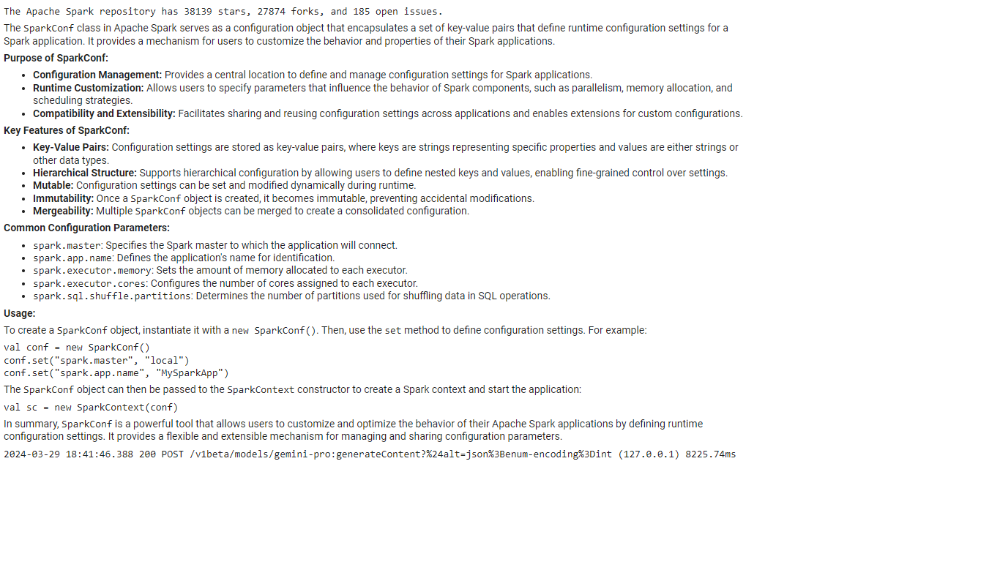 The Apache Spark repository has 38139 stars, 27874 forks, and 185 open issues.
The SparkConf class in Apache Spark serves as a configuration object that encapsulates a set of key-value pairs that define runtime configuration settings for a
Spark application. It provides a mechanism for users to customize the behavior and properties of their Spark applications.
Purpose of SparkConf:
• Configuration Management: Provides a central location to define and manage configuration settings for Spark applications.
• Runtime Customization: Allows users to specify parameters that influence the behavior of Spark components, such as parallelism, memory allocation, and
scheduling strategies.
• Compatibility and Extensibility: Facilitates sharing and reusing configuration settings across applications and enables extensions for custom configurations.
Key Features of SparkConf:
• Key-Value Pairs: Configuration settings are stored as key-value pairs, where keys are strings representing specific properties and values are either strings or
other data types.
• Hierarchical Structure: Supports hierarchical configuration by allowing users to define nested keys and values, enabling fine-grained control over settings.
• Mutable: Configuration settings can be set and modified dynamically during runtime.
• Immutability: Once a SparkConf object is created, it becomes immutable, preventing accidental modifications.
• Mergeability: Multiple SparkConf objects can be merged to create a consolidated configuration.
Common Configuration Parameters:
• spark.master: Specifies the Spark master to which the application will connect.
• spark.app.name: Defines the application's name for identification.
• spark.executor.memory: Sets the amount of memory allocated to each executor.
• spark.executor.cores: Configures the number of cores assigned to each executor.
• spark.sql.shuffle.partitions: Determines the number of partitions used for shuffling data in SQL operations.
Usage:
To create a SparkConf object, instantiate it with a new SparkConf(). Then, use the set method to define configuration settings. For example:
val conf = new SparkConf()
conf.set("spark.master", "local")
conf.set("spark.app.name", "MySparkApp")
The SparkConf object can then be passed to the SparkContext constructor to create a Spark context and start the application:
val sc = new SparkContext(conf)
In summary, SparkConf is a powerful tool that allows users to customize and optimize the behavior of their Apache Spark applications by defining runtime
configuration settings. It provides a flexible and extensible mechanism for managing and sharing configuration parameters.
2024-03-29 18:41:46.388 200 POST /v1beta/models/gemini-pro:generateContent?%24alt=json%3Benum-encoding%3Dint (127.0.0.1) 8225.74ms